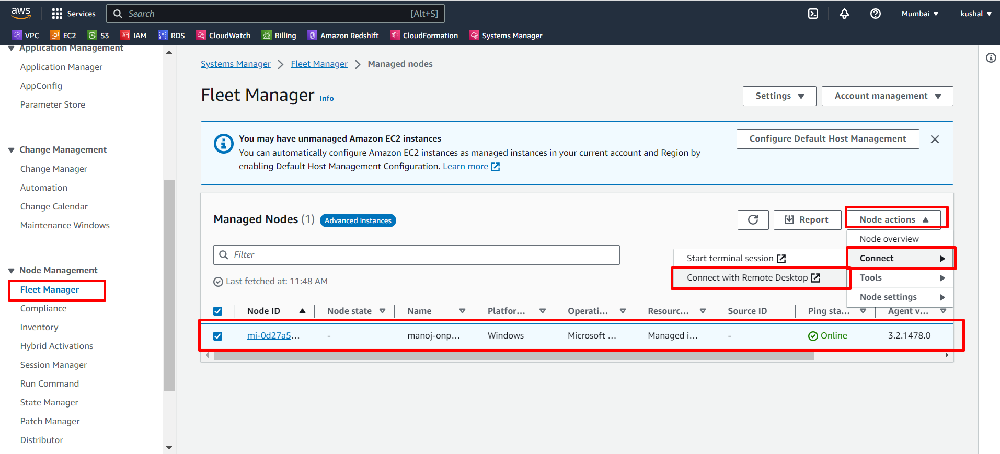 aws Services Search [Alt+S] Mumbai kushal
VPC EC2 S3 IAM RDS CloudWatch Billing Amazon Redshift CloudFormation Systems Manager
Application Management
Application Manager
AppConfig
Parameter Store
Change Management
Change Manager
Automation
Change Calendar
Maintenance Windows
Node Management
Fleet Manager
Compliance
Inventory
Hybrid Activations
Session Manager
Run Command
State Manager
Patch Manager
Distributor
Systems Manager Fleet Manager Managed nodes
Fleet Manager Info
Settings Account management
You may have unmanaged Amazon EC2 instances
You can automatically configure Amazon EC2 instances as managed instances in your current account and Region by
enabling Default Host Management Configuration. Learn more
Configure Default Host Management
Managed Nodes (1) Advanced instances
Report Node actions
Node overview
Connect
Tools
Node settings
Start terminal session
Connect with Remote Desktop
Filter
Last fetched at: 11:48 AM
Node ID Node state Name Platfor... Operati... Resourc... Source ID Ping sta... Agent v...
mi-0d27a5... - manoj-onp... Windows Microsoft ... Managed i... - Online 3.2.1478.0